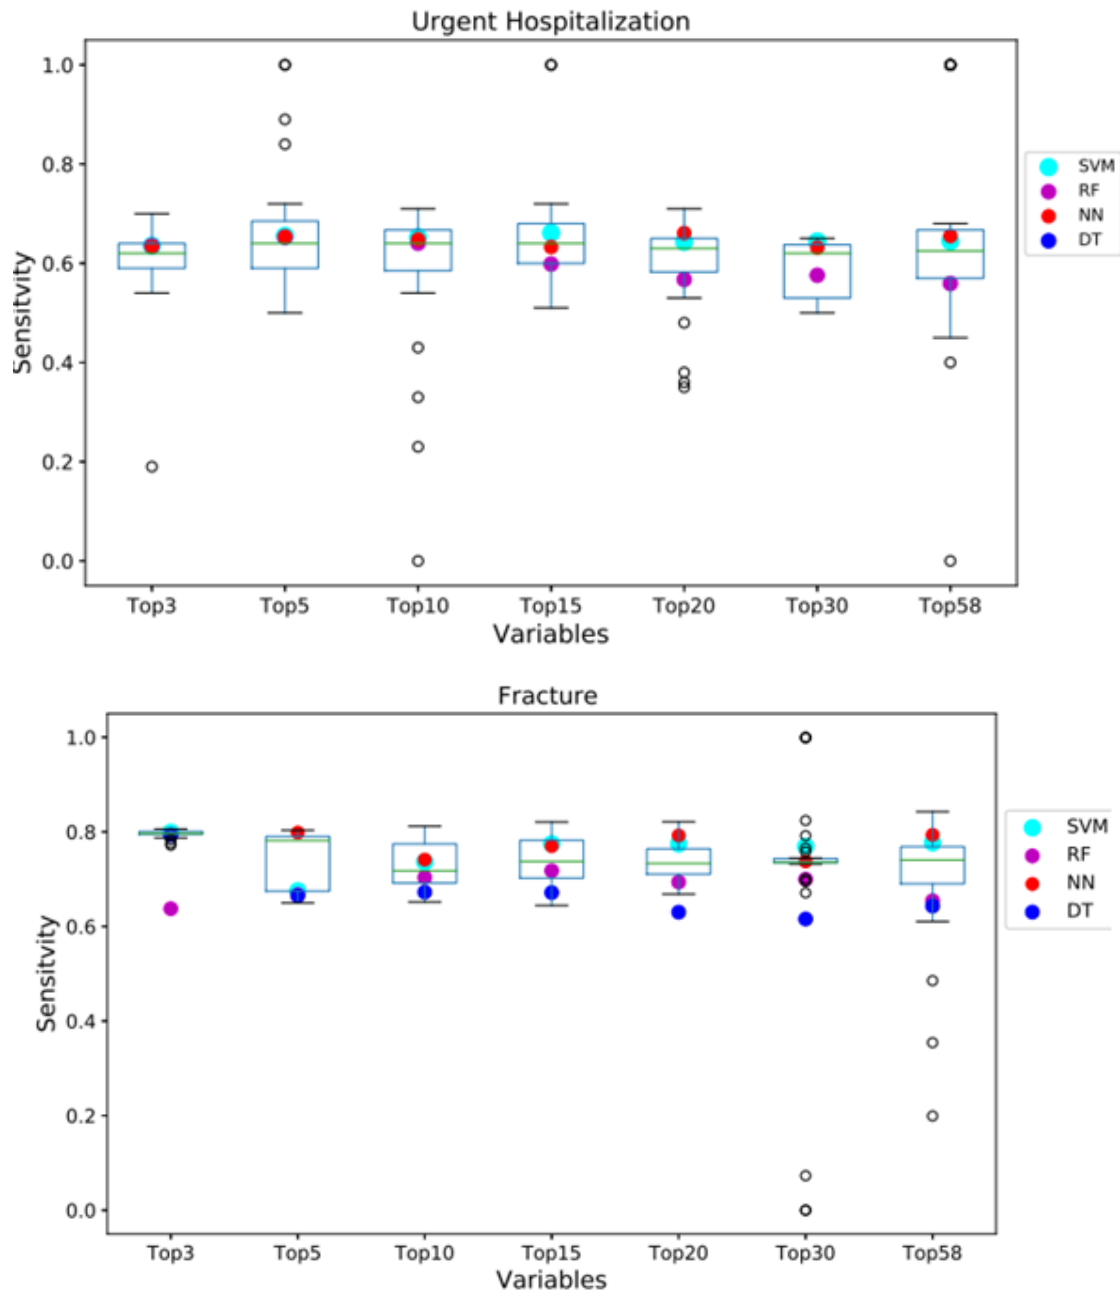 Urgent Hospitalization
1.0
0.8
0.6
0.4
0.2
0.0
Sensitvity
Top3 Top5 Top10 Top15 Top20 Top30 Top58
Variables
SVM
RF
NN
DT
Fracture
1.0
0.8
0.6
0.4
0.2
0.0
Sensitvity
Top3 Top5 Top10 Top15 Top20 Top30 Top58
Variables
SVM
RF
NN
DT